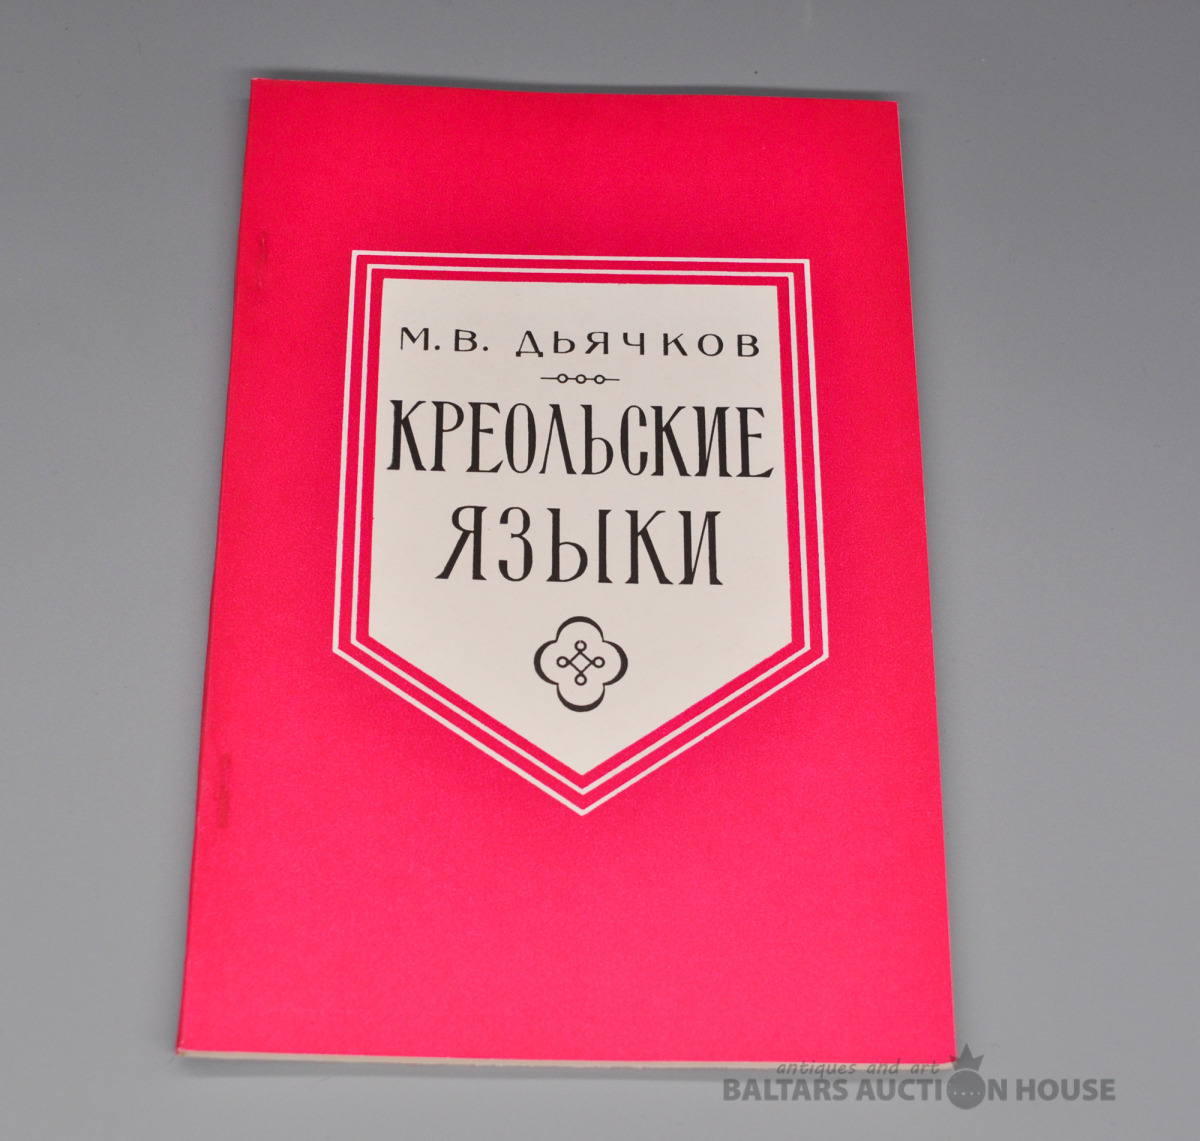 М. В. ДЬЯЧКОВ
КРЕОЛЬСКИЕ
ЯЗЫКИ
antiques and art
BALTARS AUCTION HOUSE